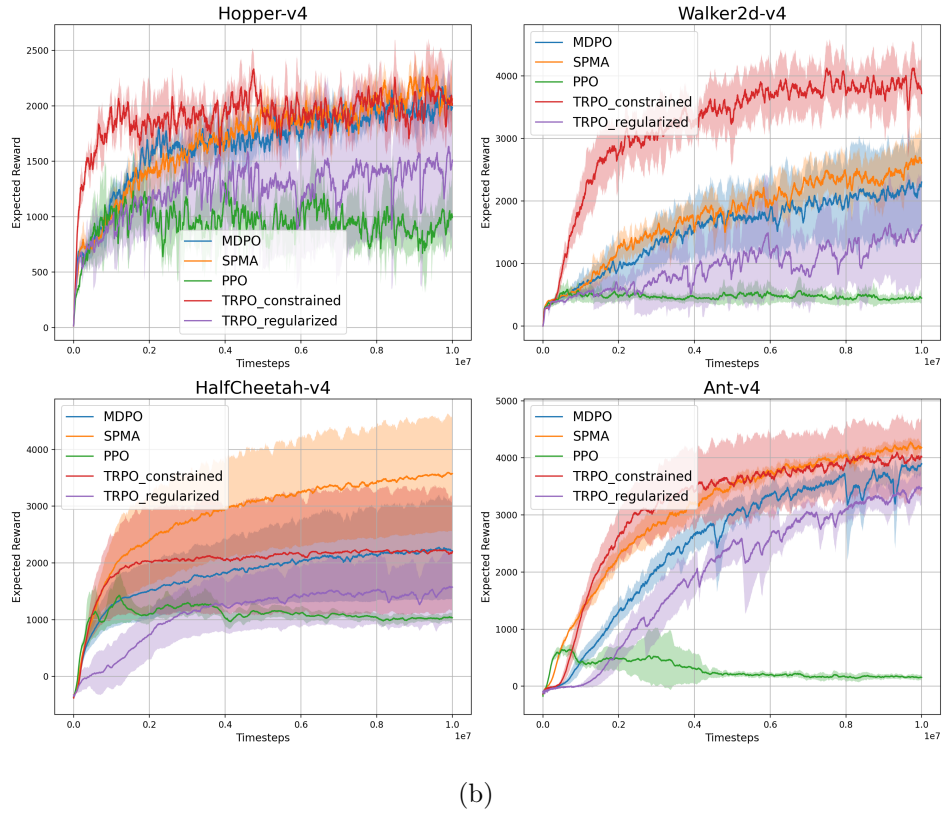 Hopper-v4
Expected Reward
2500
2000
1500
1000
500
0
MDPO
SPMA
PPO
TRPO_constrained
TRPO_regularized
0.0 0.2 0.4 0.6 0.8 1.0
1e7
Timesteps
Walker2d-v4
Expected Reward
4000
3000
2000
1000
0
MDPO
SPMA
PPO
TRPO_constrained
TRPO_regularized
0.0 0.2 0.4 0.6 0.8 1.0
1e7
Timesteps
HalfCheetah-v4
Expected Reward
4000
3000
2000
1000
0
MDPO
SPMA
PPO
TRPO_constrained
TRPO_regularized
0.0 0.2 0.4 0.6 0.8 1.0
1e7
Timesteps
Ant-v4
Expected Reward
5000
4000
3000
2000
1000
0
MDPO
SPMA
PPO
TRPO_constrained
TRPO_regularized
0.0 0.2 0.4 0.6 0.8 1.0
1e7
Timesteps
(b)